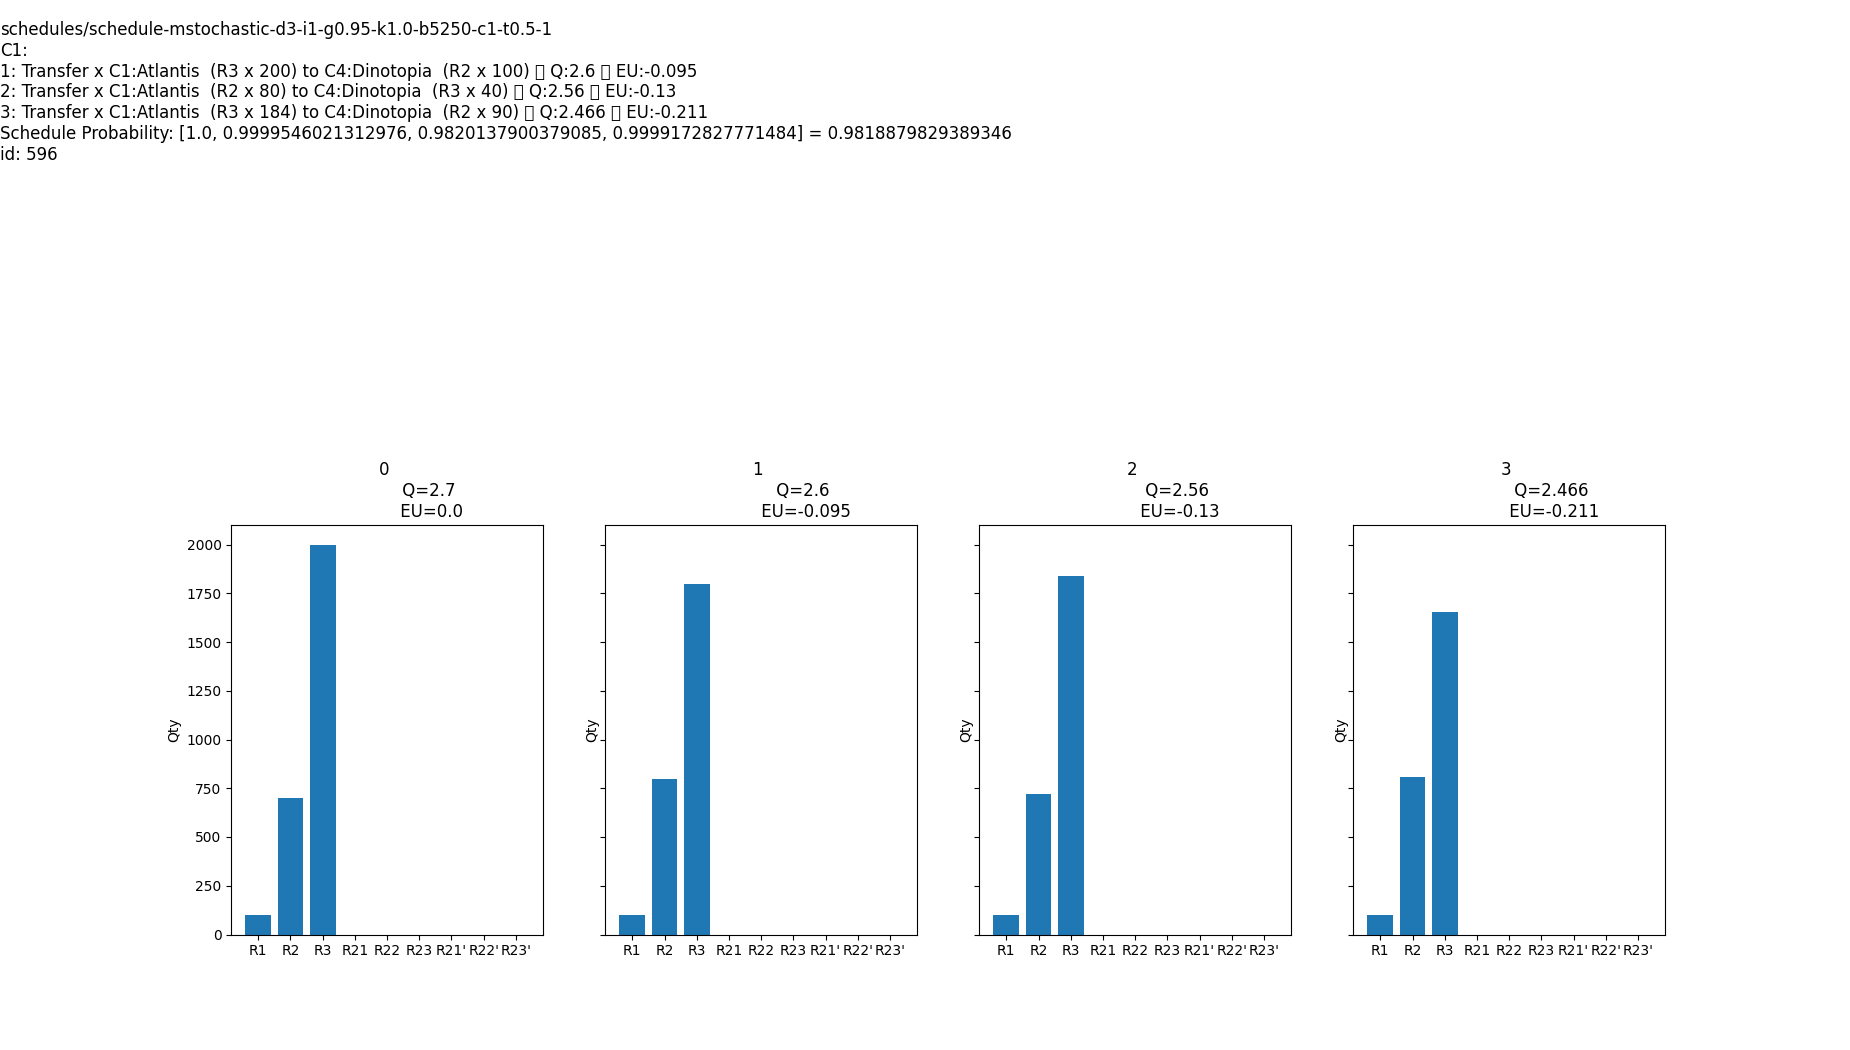 schedules/schedule-mstochastic-d3-i1-g0.95-k1.0-b5250-c1-t0.5-1
C1:
1: Transfer x C1:Atlantis  (R3 x 200) to C4:Dinotopia  (R2 x 100) ▯ Q:2.6 ▯ EU:-0.095
2: Transfer x C1:Atlantis  (R2 x 80) to C4:Dinotopia  (R3 x 40) ▯ Q:2.56 ▯ EU:-0.13
3: Transfer x C1:Atlantis  (R3 x 184) to C4:Dinotopia  (R2 x 90) ▯ Q:2.466 ▯ EU:-0.211
Schedule Probability: [1.0, 0.9999546021312976, 0.9820137900379085, 0.9999172827771484] = 0.9818879829389346
id: 596
0
Q=2.7
EU=0.0
Qty
2000
1750
1500
1250
1000
750
500
250
0
R1 R2 R3 R21 R22 R23 R21' R22' R23'
1
Q=2.6
EU=-0.095
Qty
R1 R2 R3 R21 R22 R23 R21' R22' R23'
2
Q=2.56
EU=-0.13
Qty
R1 R2 R3 R21 R22 R23 R21' R22' R23'
3
Q=2.466
EU=-0.211
Qty
R1 R2 R3 R21 R22 R23 R21' R22' R23'